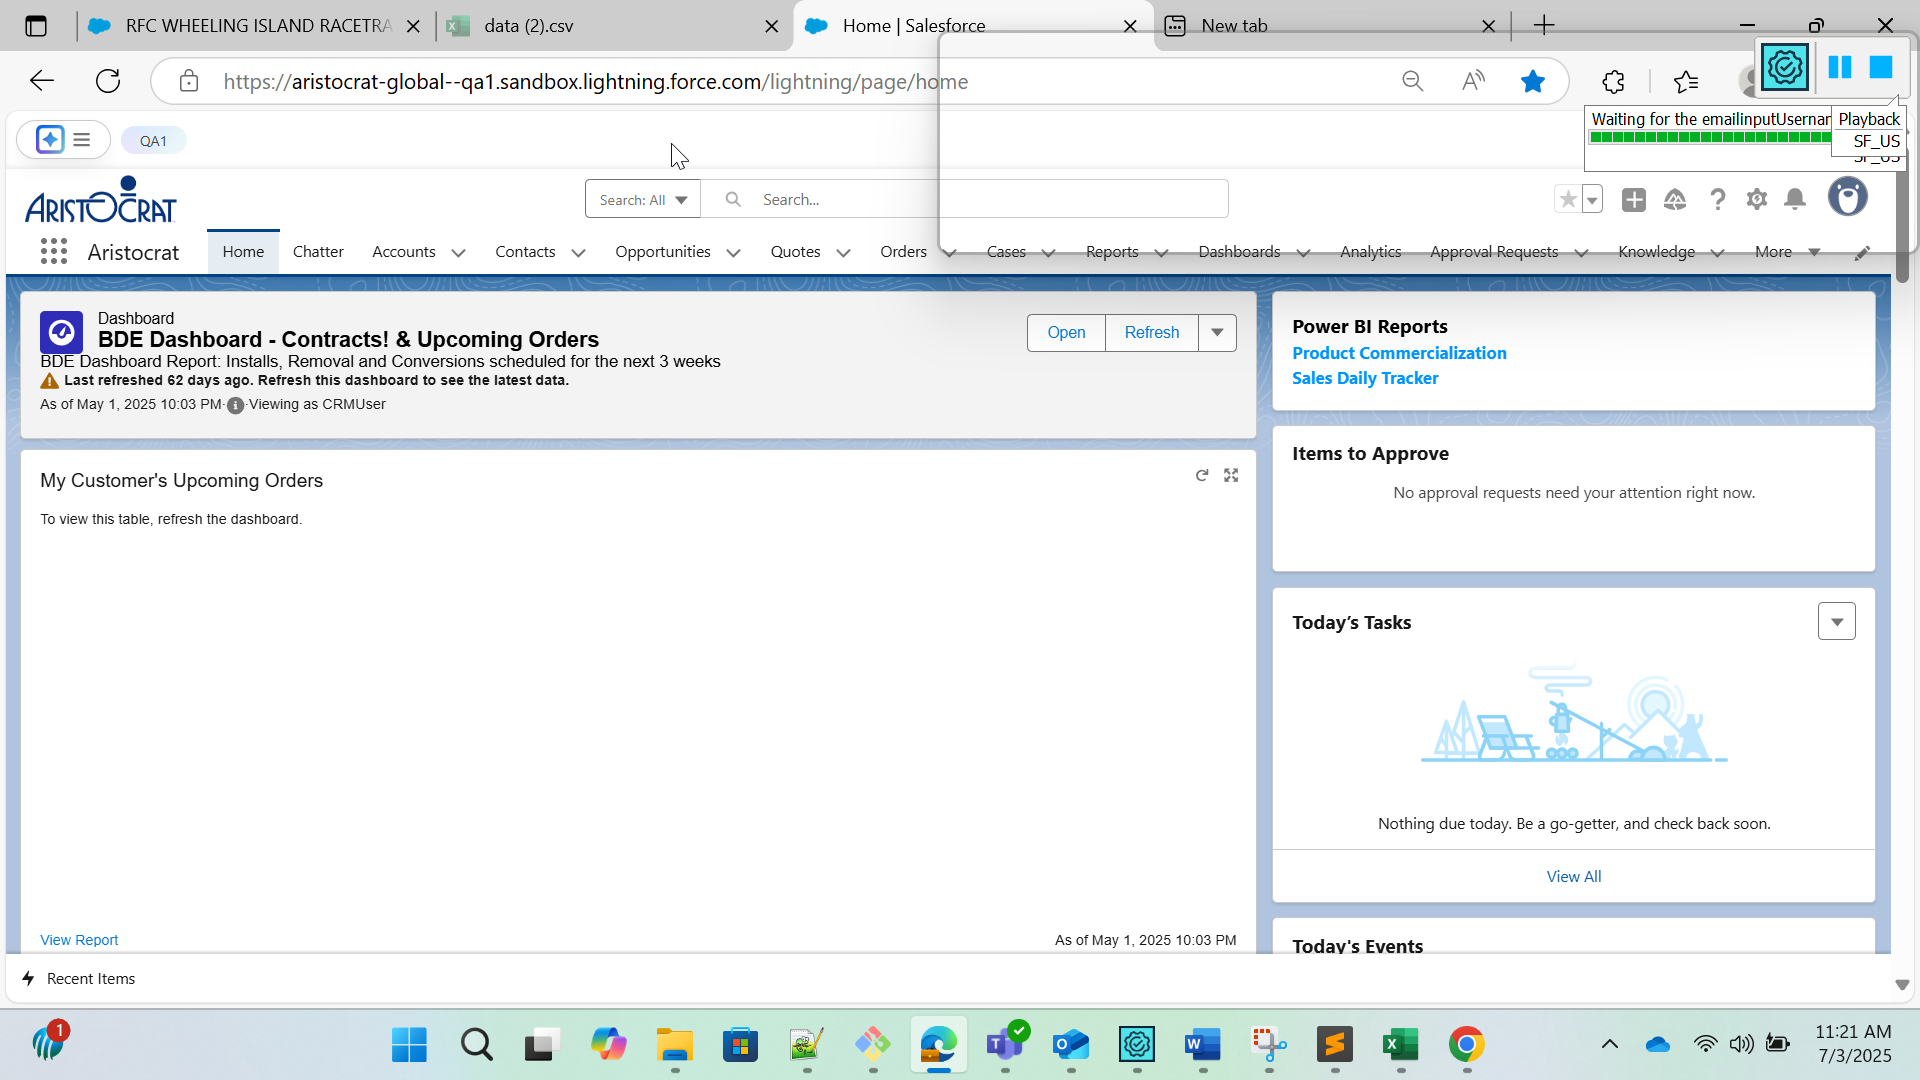 RFC WHEELING ISLAND RACETRA
data (2).csv
Home | Salesforce
New tab
https://aristocrat-global--qa1.sandbox.lightning.force.com/lightning/page/home
Waiting for the emailinputUsernar
Playback
SF_US
SF_US
QA1
ARISTOCRAT
Search: All
Search...
Aristocrat
Home
Chatter
Accounts
Contacts
Opportunities
Quotes
Orders
Cases
Reports
Dashboards
Analytics
Approval Requests
Knowledge
More
Dashboard
BDE Dashboard - Contracts! & Upcoming Orders
BDE Dashboard Report: Installs, Removal and Conversions scheduled for the next 3 weeks
Last refreshed 62 days ago. Refresh this dashboard to see the latest data.
As of May 1, 2025 10:03 PM·Viewing as CRMUser
Open
Refresh
My Customer's Upcoming Orders
To view this table, refresh the dashboard.
View Report
As of May 1, 2025 10:03 PM
Power BI Reports
Product Commercialization
Sales Daily Tracker
Items to Approve
No approval requests need your attention right now.
Today’s Tasks
Nothing due today. Be a go-getter, and check back soon.
View All
Today's Events
Recent Items
1
11:21 AM
7/3/2025